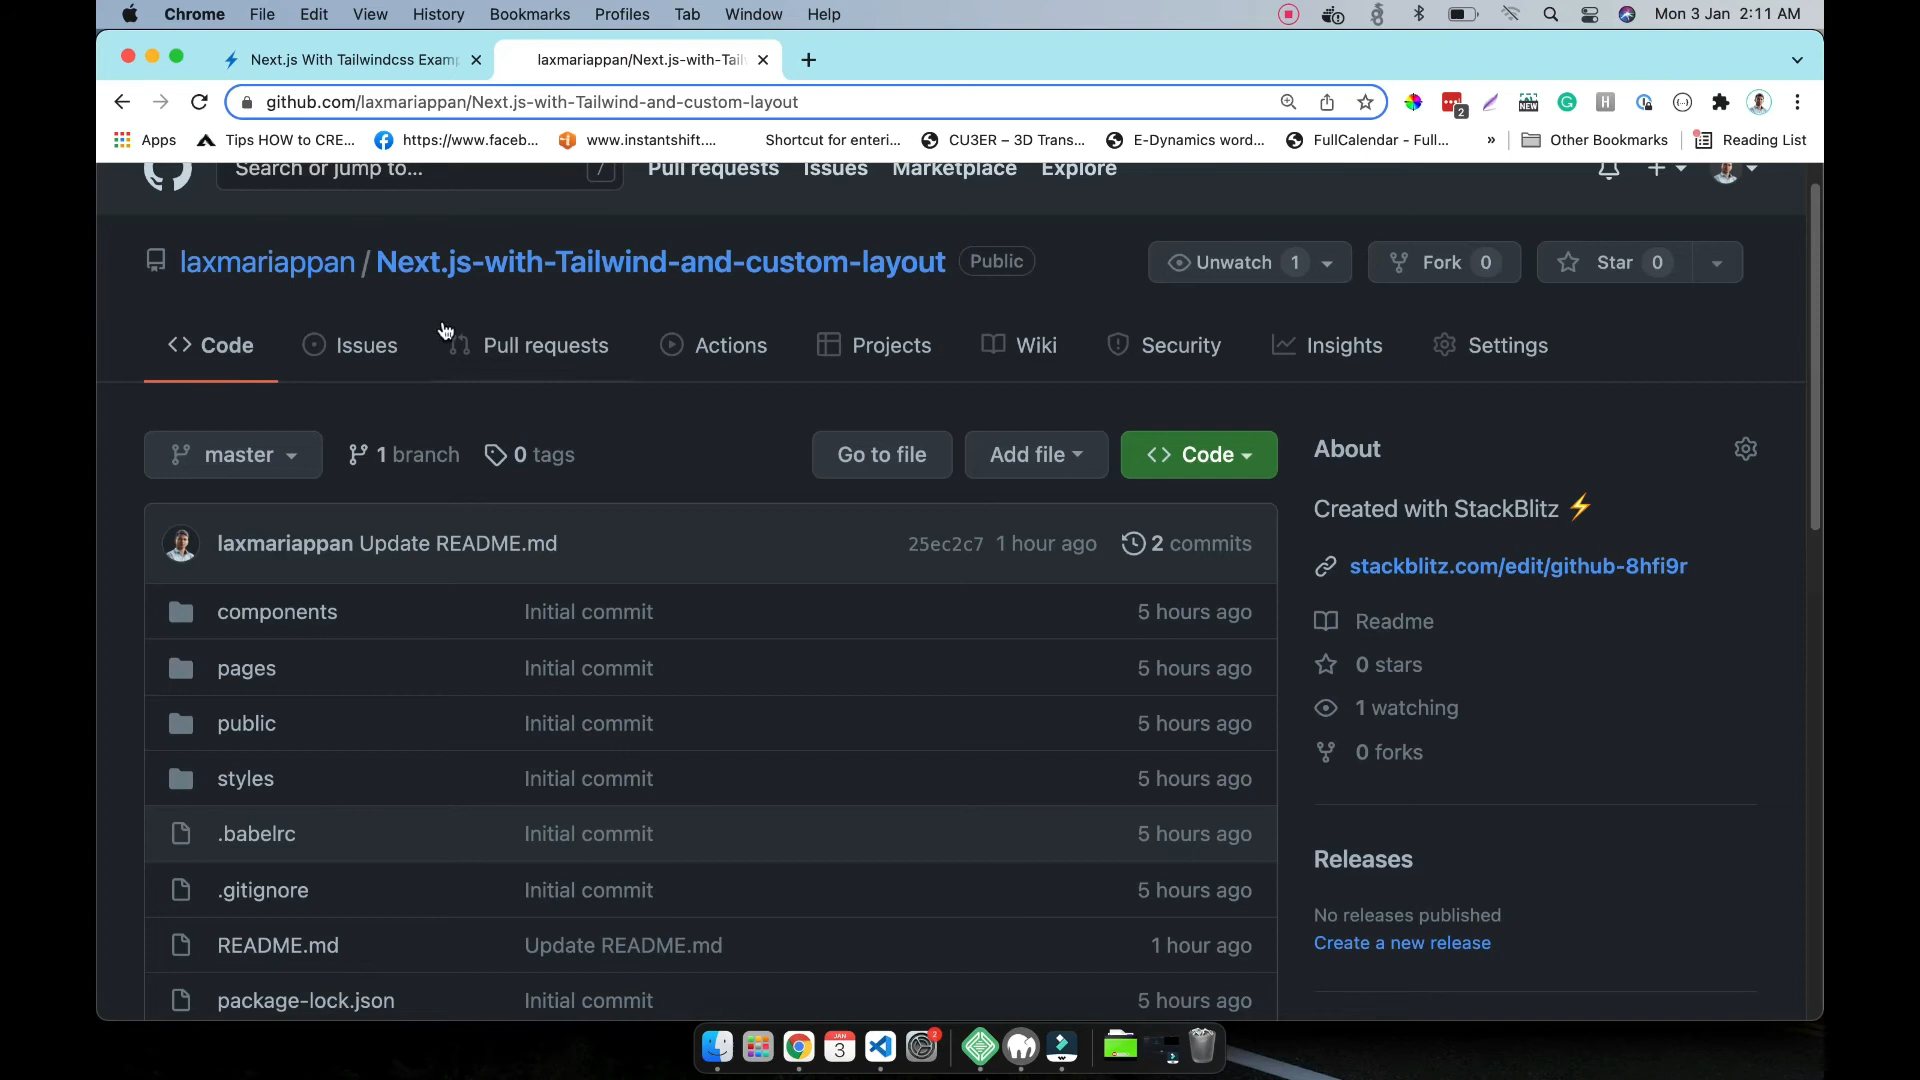 Chrome File Edit View History Bookmarks Profiles Tab Window Help Mon 3 Jan 2:11 AM
Next.js With Tailwindcss Examp laxmariappan/Next.js-with-Tail
github.com/laxmariappan/Next.js-with-Tailwind-and-custom-layout 2 NEW H
Apps Tips HOW to CRE... https://www.faceb... www.instantshift.... Shortcut for enteri... CU3ER – 3D Trans... E-Dynamics word... FullCalendar - Full... » Other Bookmarks Reading List
Search or jump to... / Pull requests Issues Marketplace Explore
laxmariappan / Next.js-with-Tailwind-and-custom-layout Public Unwatch 1 Fork 0 Star 0
Code Issues Pull requests Actions Projects Wiki Security Insights Settings
master 1 branch 0 tags Go to file Add file Code
About
Created with StackBlitz ⚡
laxmariappan Update README.md 25ec2c7 1 hour ago 2 commits
stackblitz.com/edit/github-8hfi9r
components Initial commit 5 hours ago
Readme
pages Initial commit 5 hours ago
0 stars
public Initial commit 5 hours ago
1 watching
styles Initial commit 5 hours ago
0 forks
.babelrc Initial commit 5 hours ago
Releases
.gitignore Initial commit 5 hours ago
No releases published
README.md Update README.md 1 hour ago
Create a new release
package-lock.json Initial commit 5 hours ago
JAN
3
2